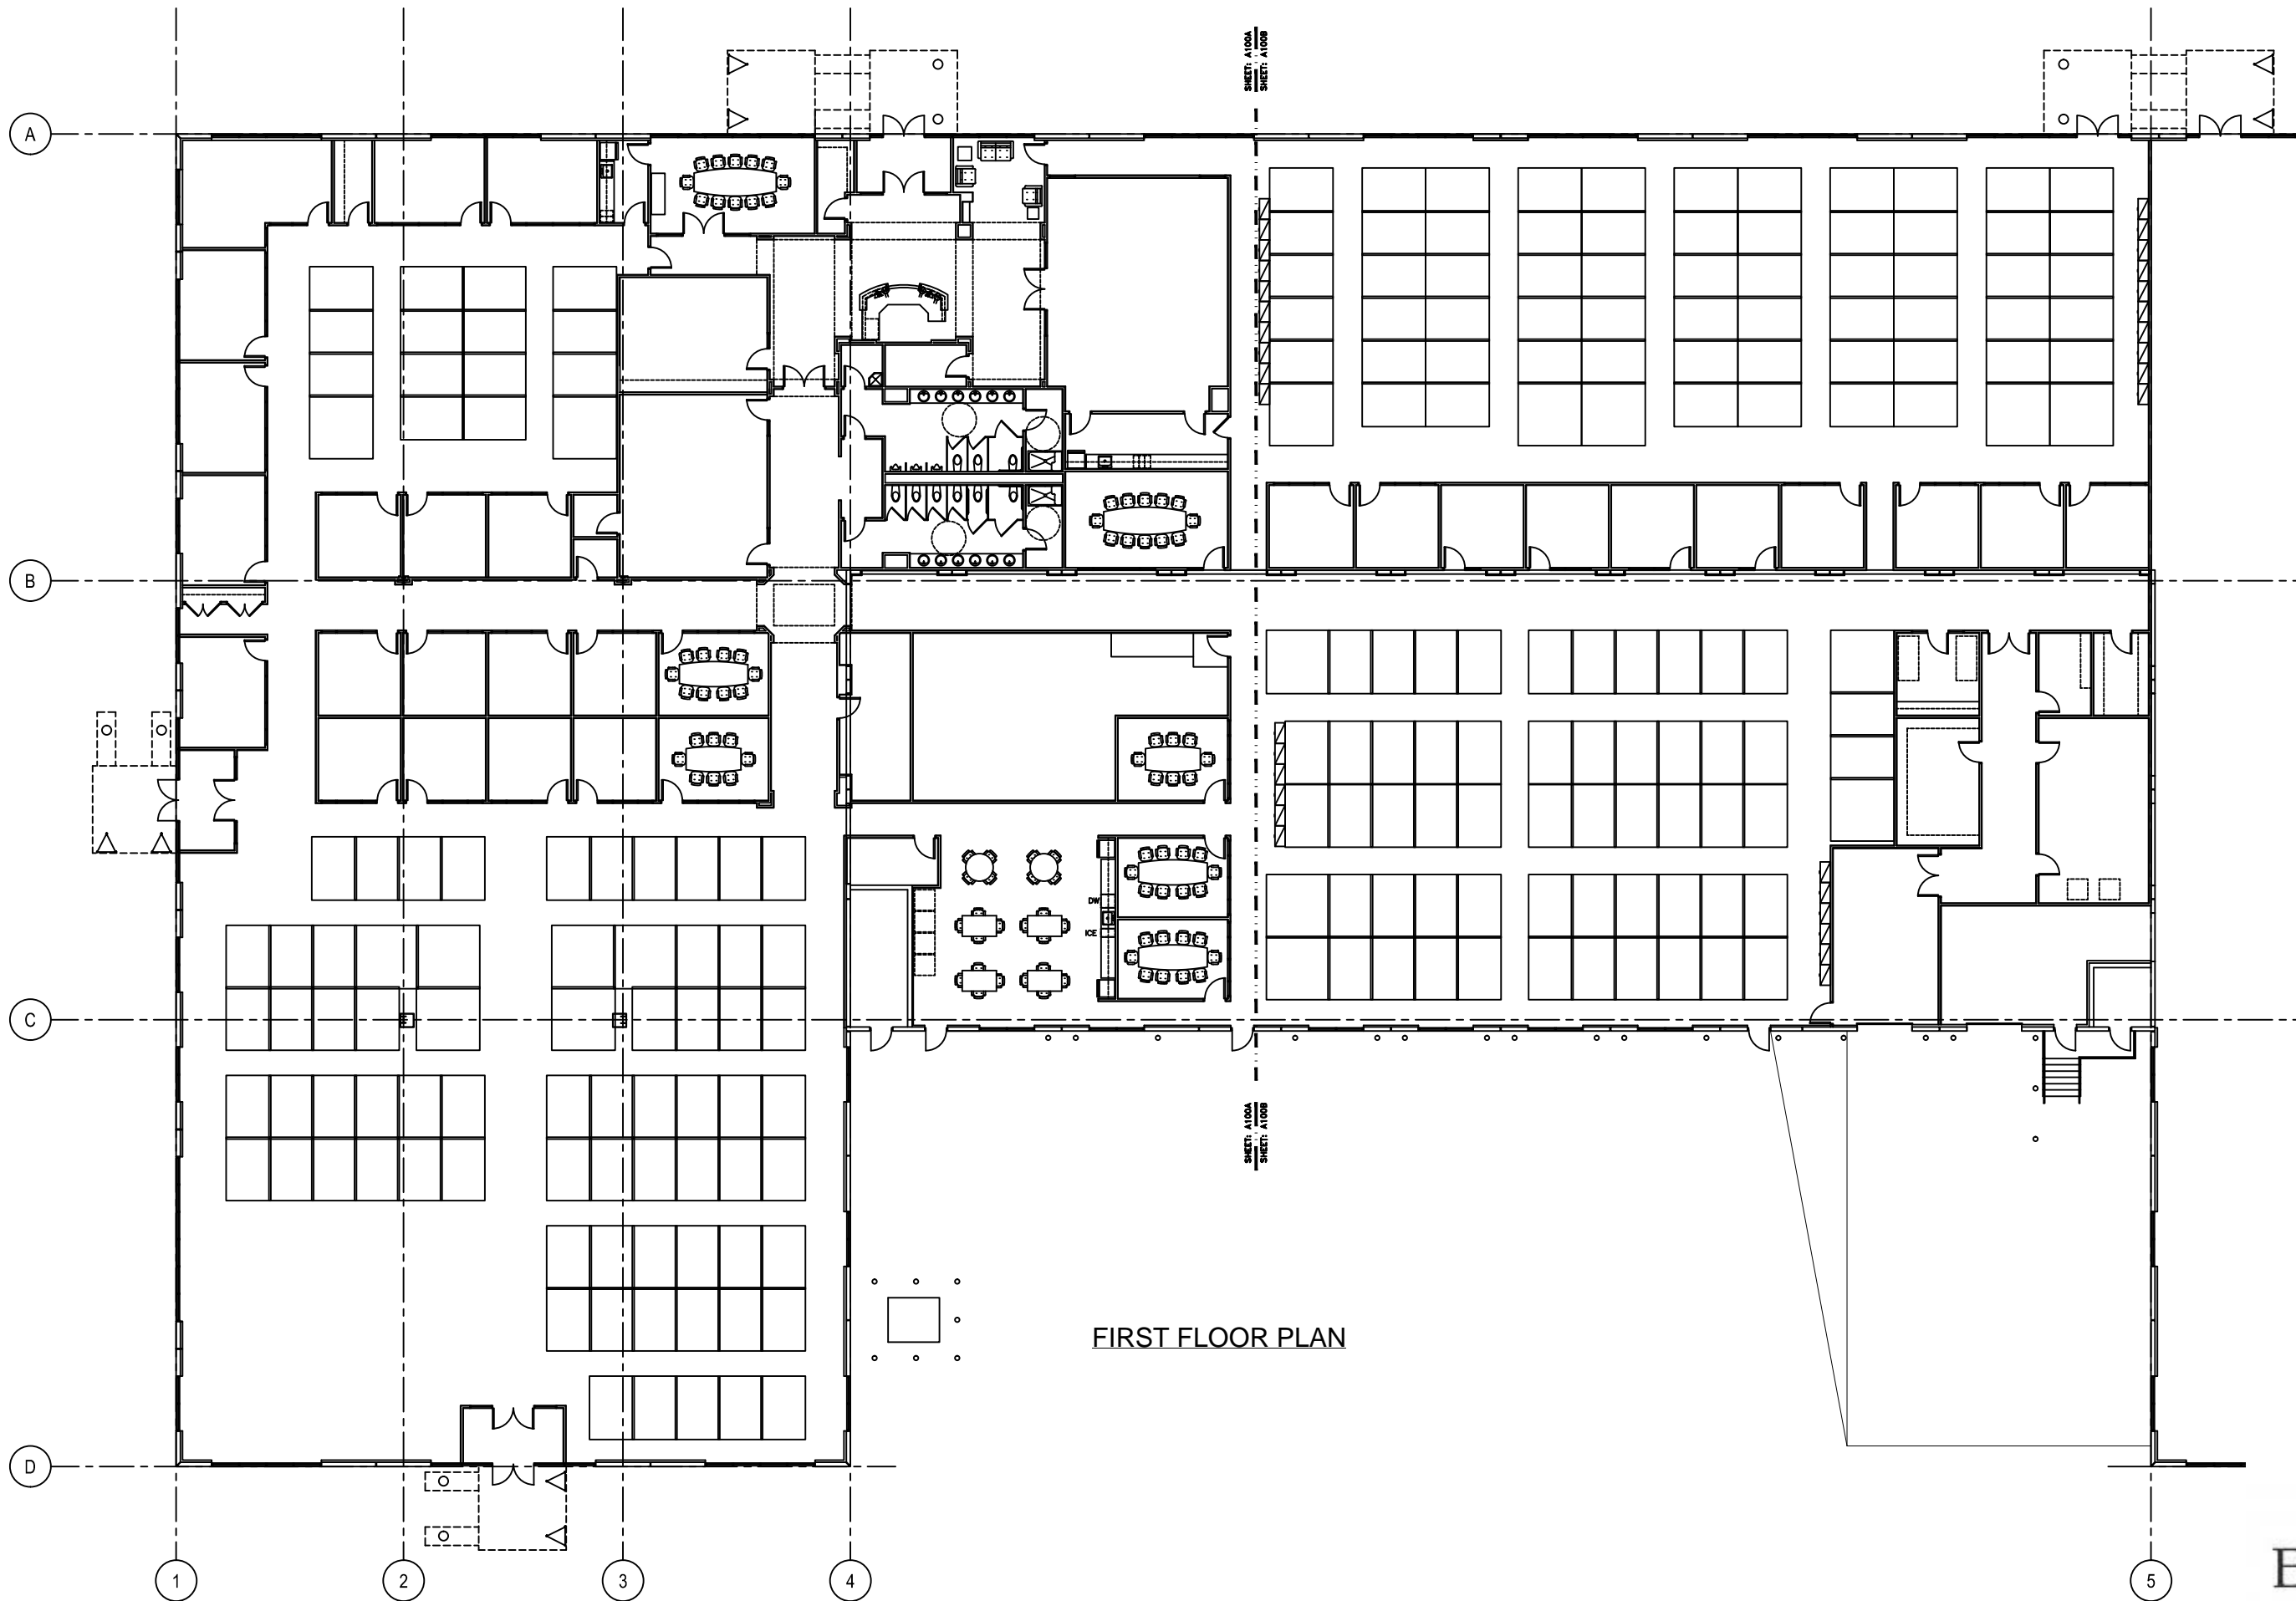 SHEET: A100A
SHEET: A100B
A
B
DW
ICE
C
SHEET: A100A
SHEET: A100B
FIRST FLOOR PLAN
D
E
1
2
3
4
5